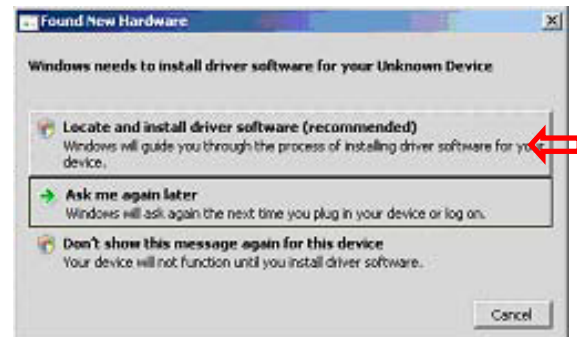 Found New Hardware
Windows needs to install driver software for your Unknown Device
Locate and install driver software (recommended)
Windows will guide you through the process of installing driver software for your
device.
Ask me again later
Windows will ask again the next time you plug in your device or log on.
Don't show this message again for this device
Your device will not function until you install driver software.
Cancel